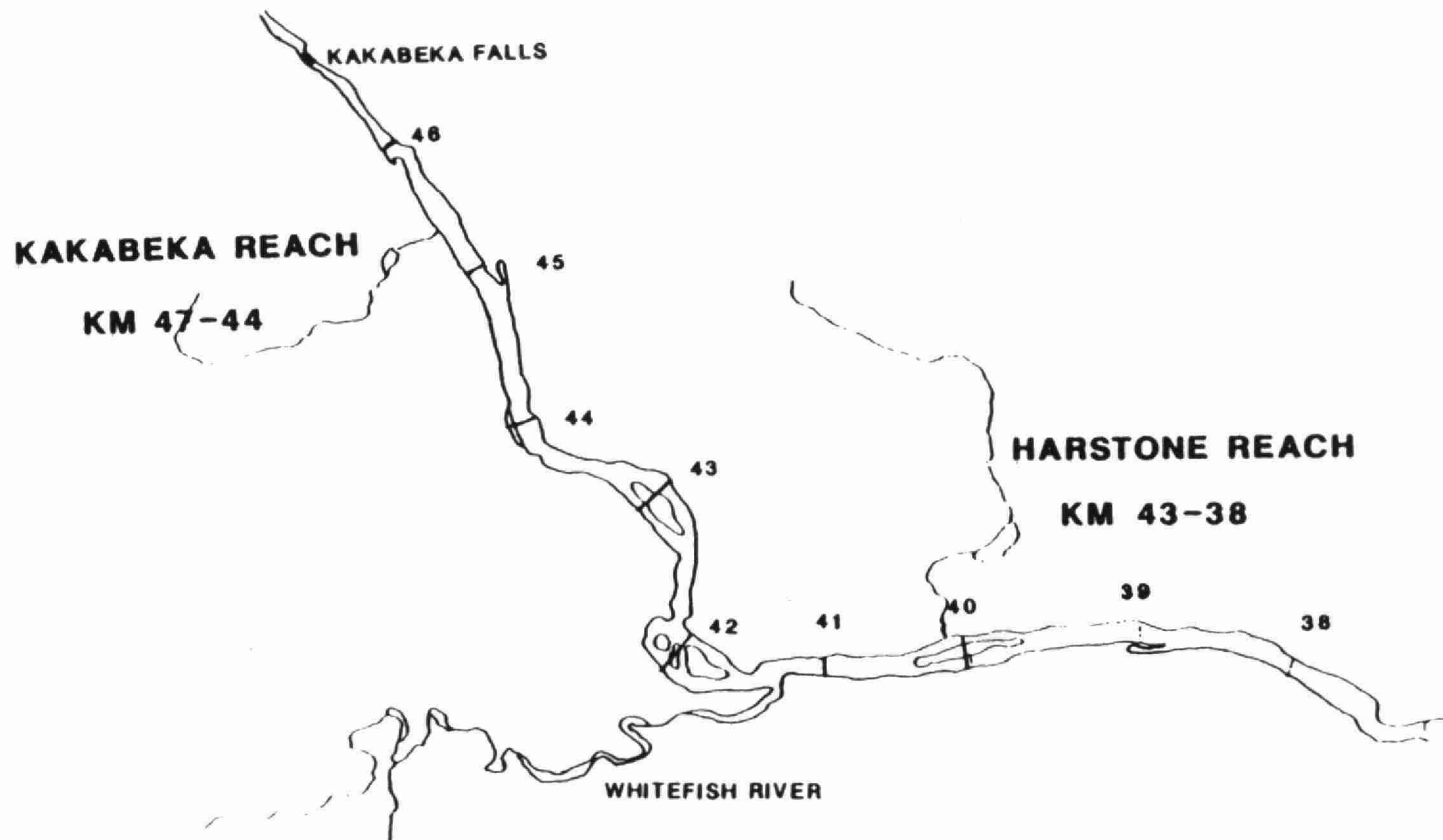 KAKABEKA FALLS
46
KAKABEKA REACH
45
KM 47-44
44
43
HARSTONE REACH
KM 43-38
39
40
42
41
38
WHITEFISH RIVER